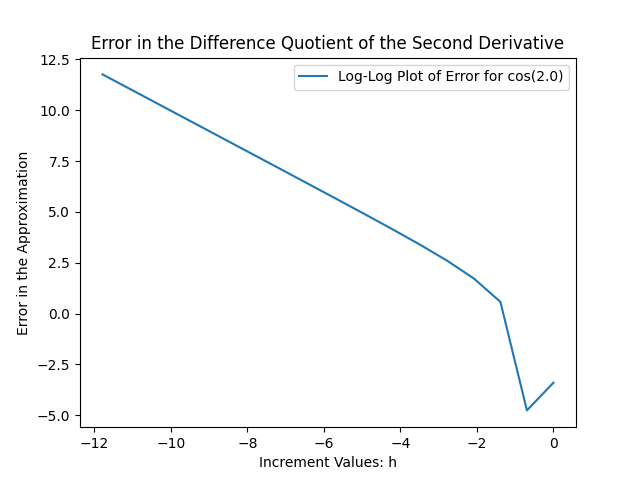 Error in the Difference Quotient of the Second Derivative
Log-Log Plot of Error for cos(2.0)
Error in the Approximation
12.5
10.0
7.5
5.0
2.5
0.0
−2.5
−5.0
−12 −10 −8 −6 −4 −2 0
Increment Values: h